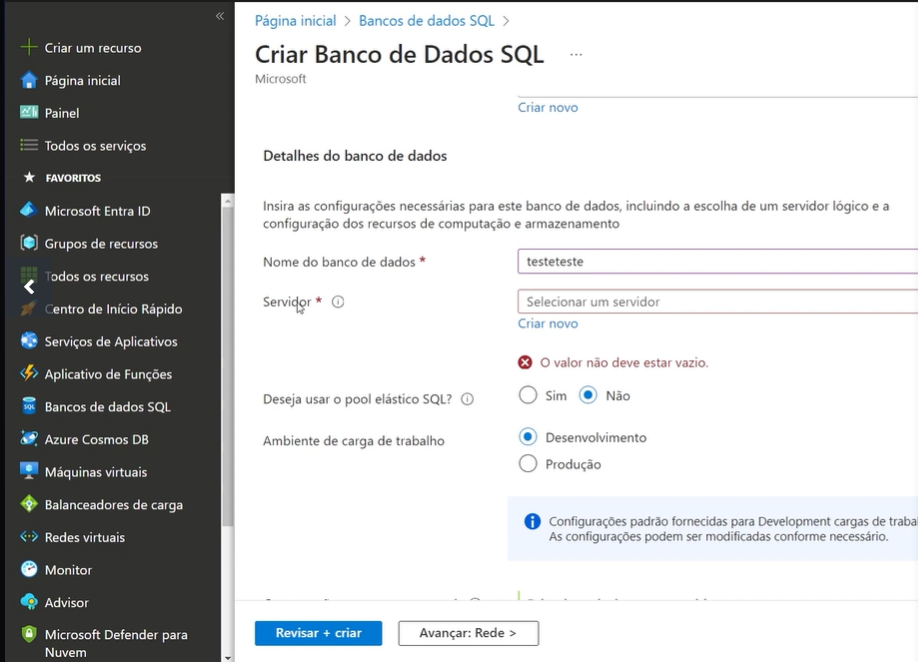 Criar um recurso
Página inicial
Painel
Todos os serviços
FAVORITOS
Microsoft Entra ID
Grupos de recursos
Todos os recursos
Centro de Início Rápido
Serviços de Aplicativos
Aplicativo de Funções
Bancos de dados SQL
Azure Cosmos DB
Máquinas virtuais
Balanceadores de carga
Redes virtuais
Monitor
Advisor
Microsoft Defender para
Nuvem
Página inicial > Bancos de dados SQL >
Criar Banco de Dados SQL ...
Microsoft
Criar novo
Detalhes do banco de dados
Insira as configurações necessárias para este banco de dados, incluindo a escolha de um servidor lógico e a
configuração dos recursos de computação e armazenamento
Nome do banco de dados * testeteste
Servidor * Selecionar um servidor
Criar novo
O valor não deve estar vazio.
Deseja usar o pool elástico SQL? Sim Não
Ambiente de carga de trabalho Desenvolvimento
Produção
Configurações padrão fornecidas para Development cargas de traba
As configurações podem ser modificadas conforme necessário.
Revisar + criar Avançar: Rede >